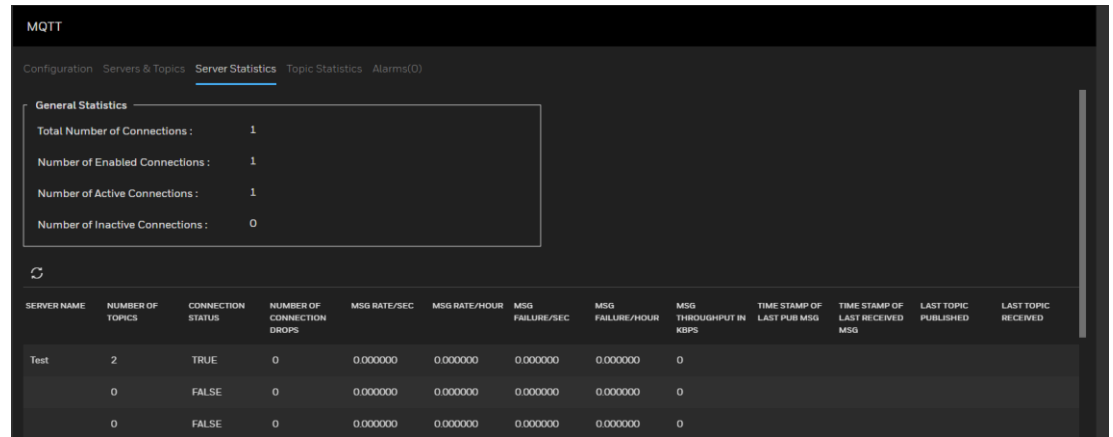 MQTT
Configuration Servers & Topics Server Statistics Topic Statistics Alarms(0)
General Statistics
Total Number of Connections : 1
Number of Enabled Connections : 1
Number of Active Connections : 1
Number of Inactive Connections : 0
SERVER NAME NUMBER OF TOPICS CONNECTION STATUS NUMBER OF CONNECTION DROPS MSG RATE/SEC MSG RATE/HOUR MSG FAILURE/SEC MSG FAILURE/HOUR MSG THROUGHPUT IN KBPS TIME STAMP OF LAST PUB MSG TIME STAMP OF LAST RECEIVED MSG LAST TOPIC PUBLISHED LAST TOPIC RECEIVED
Test 2 TRUE 0 0.000000 0.000000 0.000000 0.000000 0
0 FALSE 0 0.000000 0.000000 0.000000 0.000000 0
0 FALSE 0 0.000000 0.000000 0.000000 0.000000 0